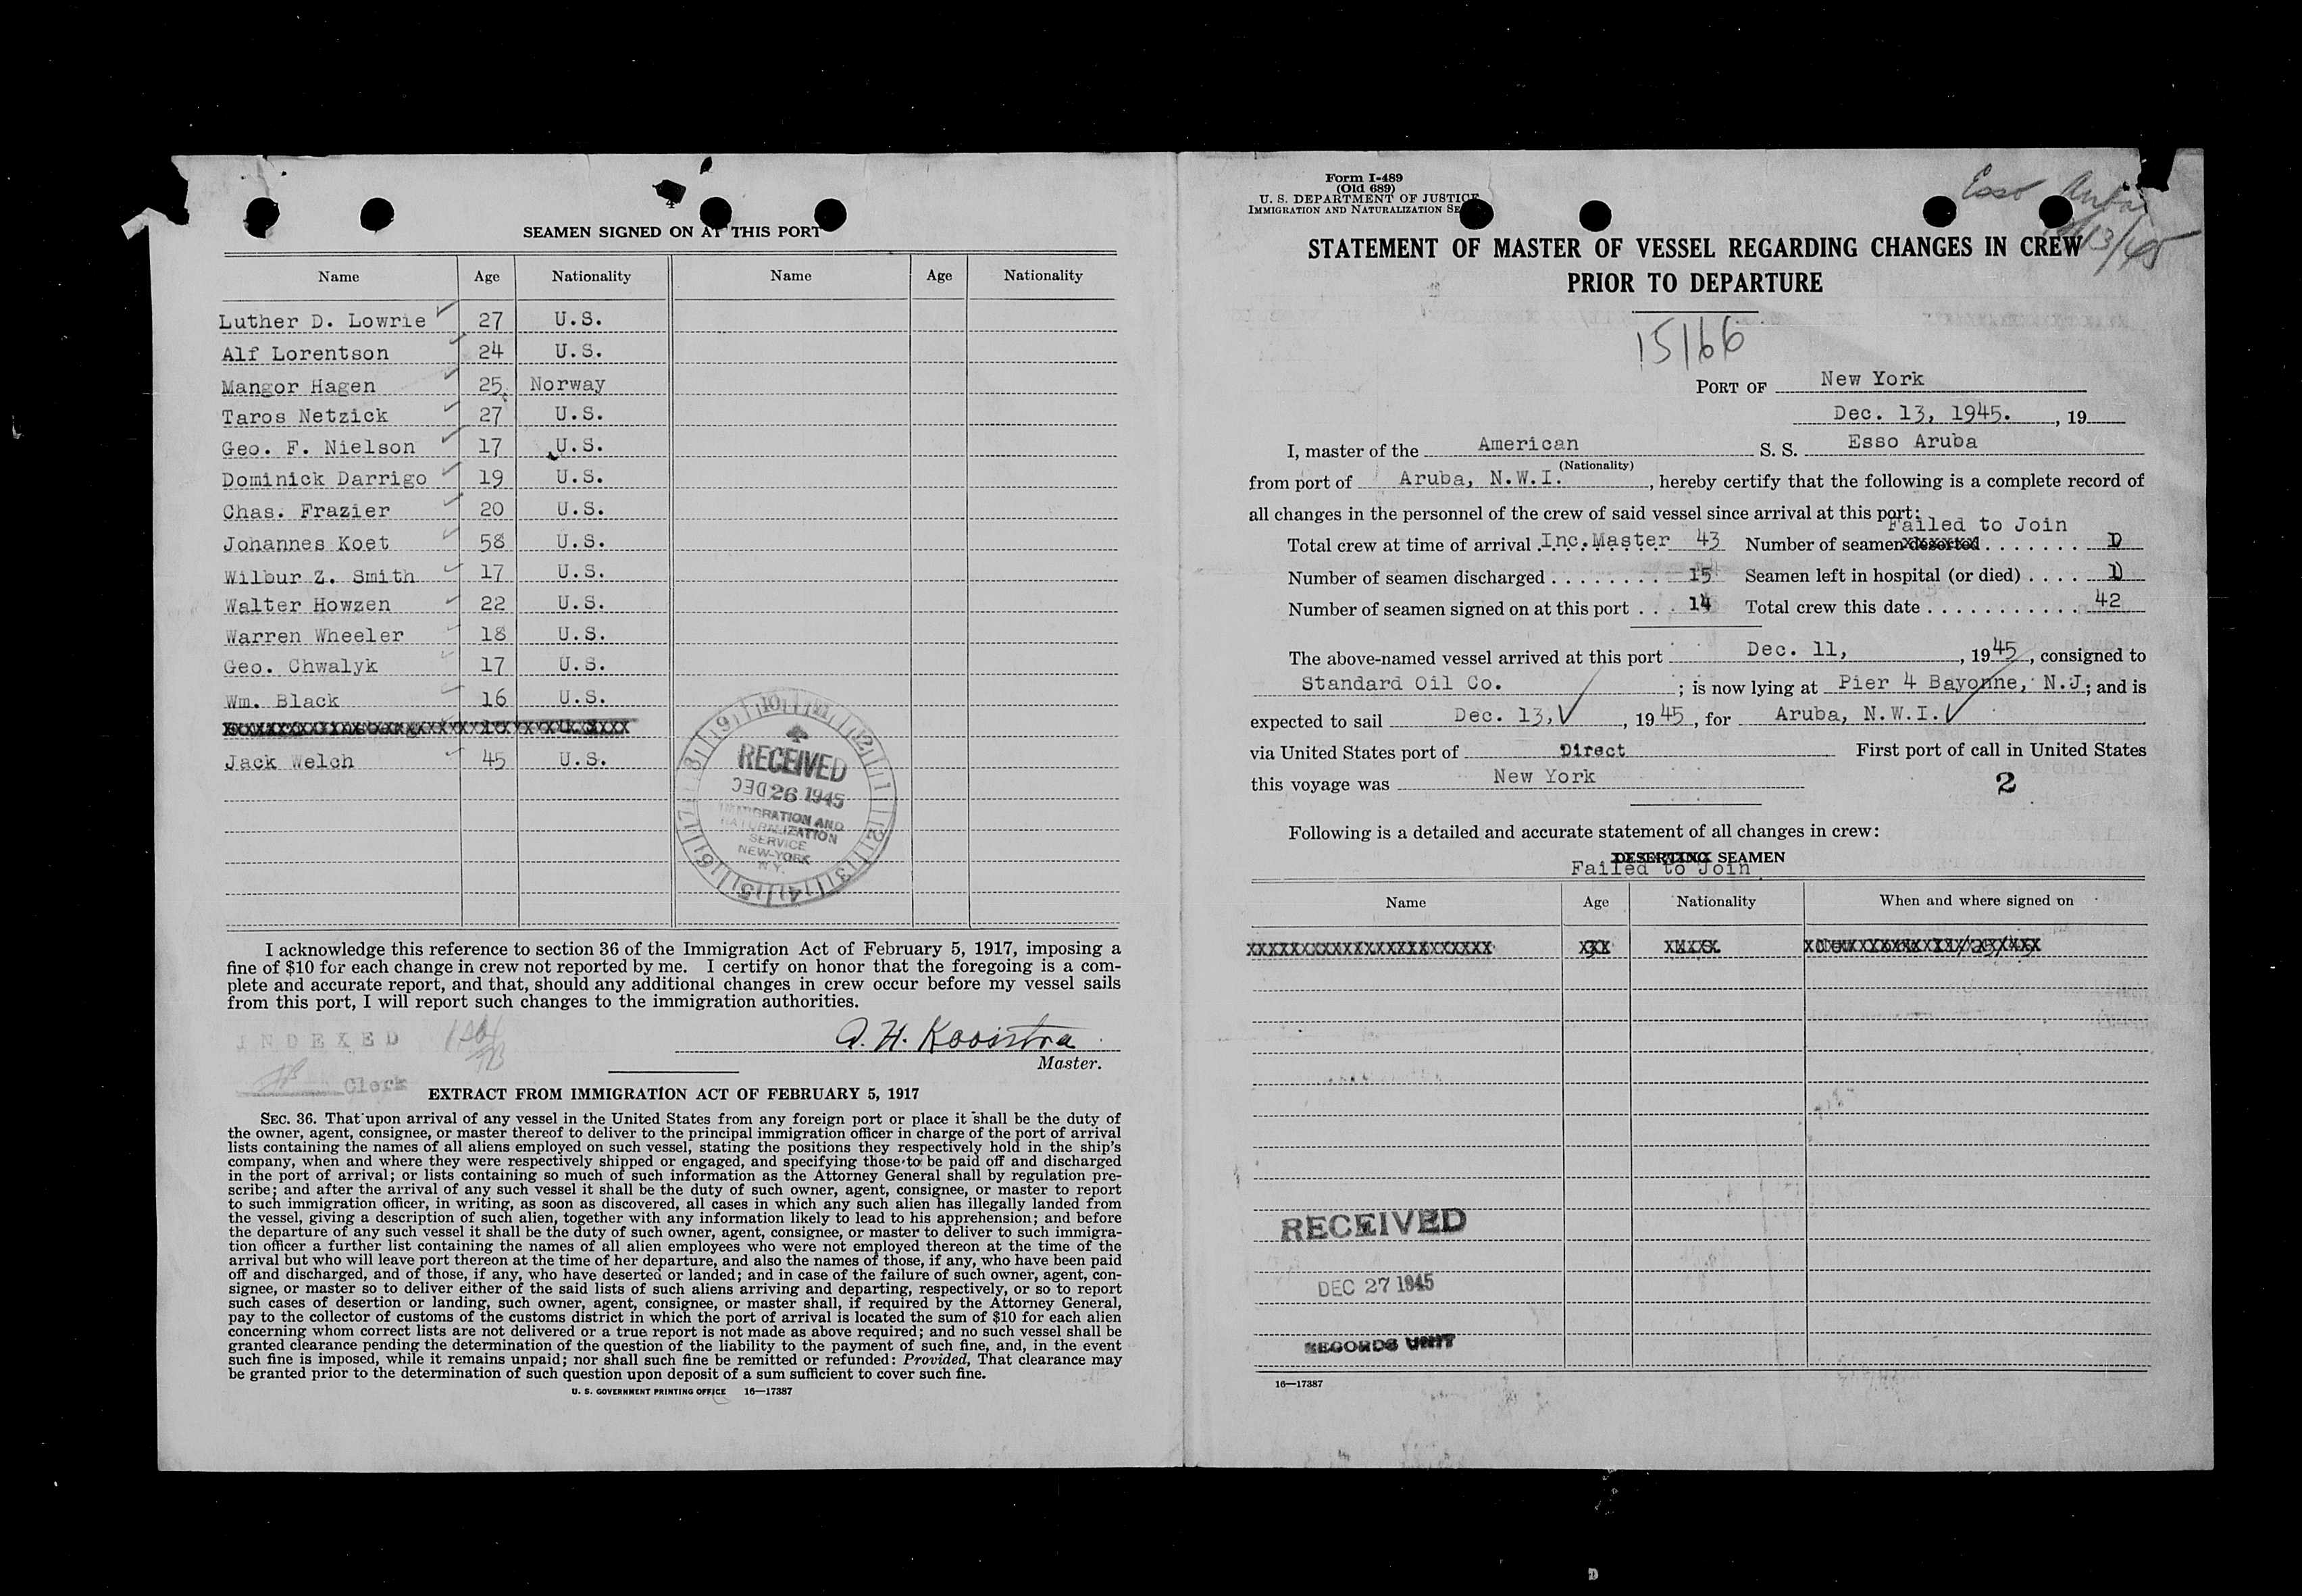 4
SEAMEN SIGNED ON AT THIS PORT
Name Age Nationality Name Age Nationality
Luther D. Lowrie 27 U.S.
Alf Lorentson 24 U.S.
Mangor Hagen 25 Norway
Taros Netzick 27 U.S.
Geo. F. Nielson 17 U.S.
Dominick Darrigo 19 U.S.
Chas. Frazier 20 U.S.
Johannes Koet 58 U.S.
Wilbur Z. Smith 17 U.S.
Walter Howzen 22 U.S.
Warren Wheeler 18 U.S.
Geo. Chwalyk 17 U.S.
Wm. Black 16 U.S.
Jack Welch 45 U.S.
RECEIVED
DEC 26 1945
IMMIGRATION AND
NATURALIZATION
SERVICE
NEW-YORK
N.Y.
I acknowledge this reference to section 36 of the Immigration Act of February 5, 1917, imposing a
fine of $10 for each change in crew not reported by me. I certify on honor that the foregoing is a com-
plete and accurate report, and that, should any additional changes in crew occur before my vessel sails
from this port, I will report such changes to the immigration authorities.
INDEXED
A. H. Kooistra
Master.
Clerk
EXTRACT FROM IMMIGRATION ACT OF FEBRUARY 5, 1917
SEC. 36. That upon arrival of any vessel in the United States from any foreign port or place it shall be the duty of
the owner, agent, consignee, or master thereof to deliver to the principal immigration officer in charge of the port of arrival
lists containing the names of all aliens employed on such vessel, stating the positions they respectively hold in the ship's
company, when and where they were respectively shipped or engaged, and specifying those to be paid off and discharged
in the port of arrival; or lists containing so much of such information as the Attorney General shall by regulation pre-
scribe; and after the arrival of any such vessel it shall be the duty of such owner, agent, consignee, or master to report
to such immigration officer, in writing, as soon as discovered, all cases in which any such alien has illegally landed from
the vessel, giving a description of such alien, together with any information likely to lead to his apprehension; and before
the departure of any such vessel it shall be the duty of such owner, agent, consignee, or master to deliver to such immigra-
tion officer a further list containing the names of all alien employees who were not employed thereon at the time of the
arrival but who will leave port thereon at the time of her departure, and also the names of those, if any, who have been paid
off and discharged, and of those, if any, who have deserted or landed; and in case of the failure of such owner, agent, con-
signee, or master so to deliver either of the said lists of such aliens arriving and departing, respectively, or so to report
such cases of desertion or landing, such owner, agent, consignee, or master shall, if required by the Attorney General,
pay to the collector of customs of the customs district in which the port of arrival is located the sum of $10 for each alien
concerning whom correct lists are not delivered or a true report is not made as above required; and no such vessel shall be
granted clearance pending the determination of the question of the liability to the payment of such fine, and, in the event
such fine is imposed, while it remains unpaid; nor shall such fine be remitted or refunded: Provided, That clearance may
be granted prior to the determination of such question upon deposit of a sum sufficient to cover such fine.
U. S. GOVERNMENT PRINTING OFFICE 16—17387
Form I-489
(Old 689)
U. S. DEPARTMENT OF JUSTICE
IMMIGRATION AND NATURALIZATION
Esso Aruba
STATEMENT OF MASTER OF VESSEL REGARDING CHANGES IN CREW
PRIOR TO DEPARTURE
15166
PORT OF New York
Dec. 13, 1945. , 19
I, master of the American S. S. Esso Aruba
(Nationality)
from port of Aruba, N.W.I. , hereby certify that the following is a complete record of
all changes in the personnel of the crew of said vessel since arrival at this port:
Failed to Join
Total crew at time of arrival Inc. Master 43 Number of seamen deserted
Number of seamen discharged 15 Seamen left in hospital (or died)
Number of seamen signed on at this port 14 Total crew this date 42
The above-named vessel arrived at this port Dec. 11, , 1945, consigned to
Standard Oil Co. ; is now lying at Pier 4 Bayonne, N.J; and is
expected to sail Dec. 13, , 1945, for Aruba, N.W.I.
via United States port of Direct First port of call in United States
this voyage was New York 2
Following is a detailed and accurate statement of all changes in crew:
DESERTING SEAMEN
Failed to Join
Name Age Nationality When and where signed on
RECEIVED
DEC 27 1945
RECORDS UNIT
16—17387